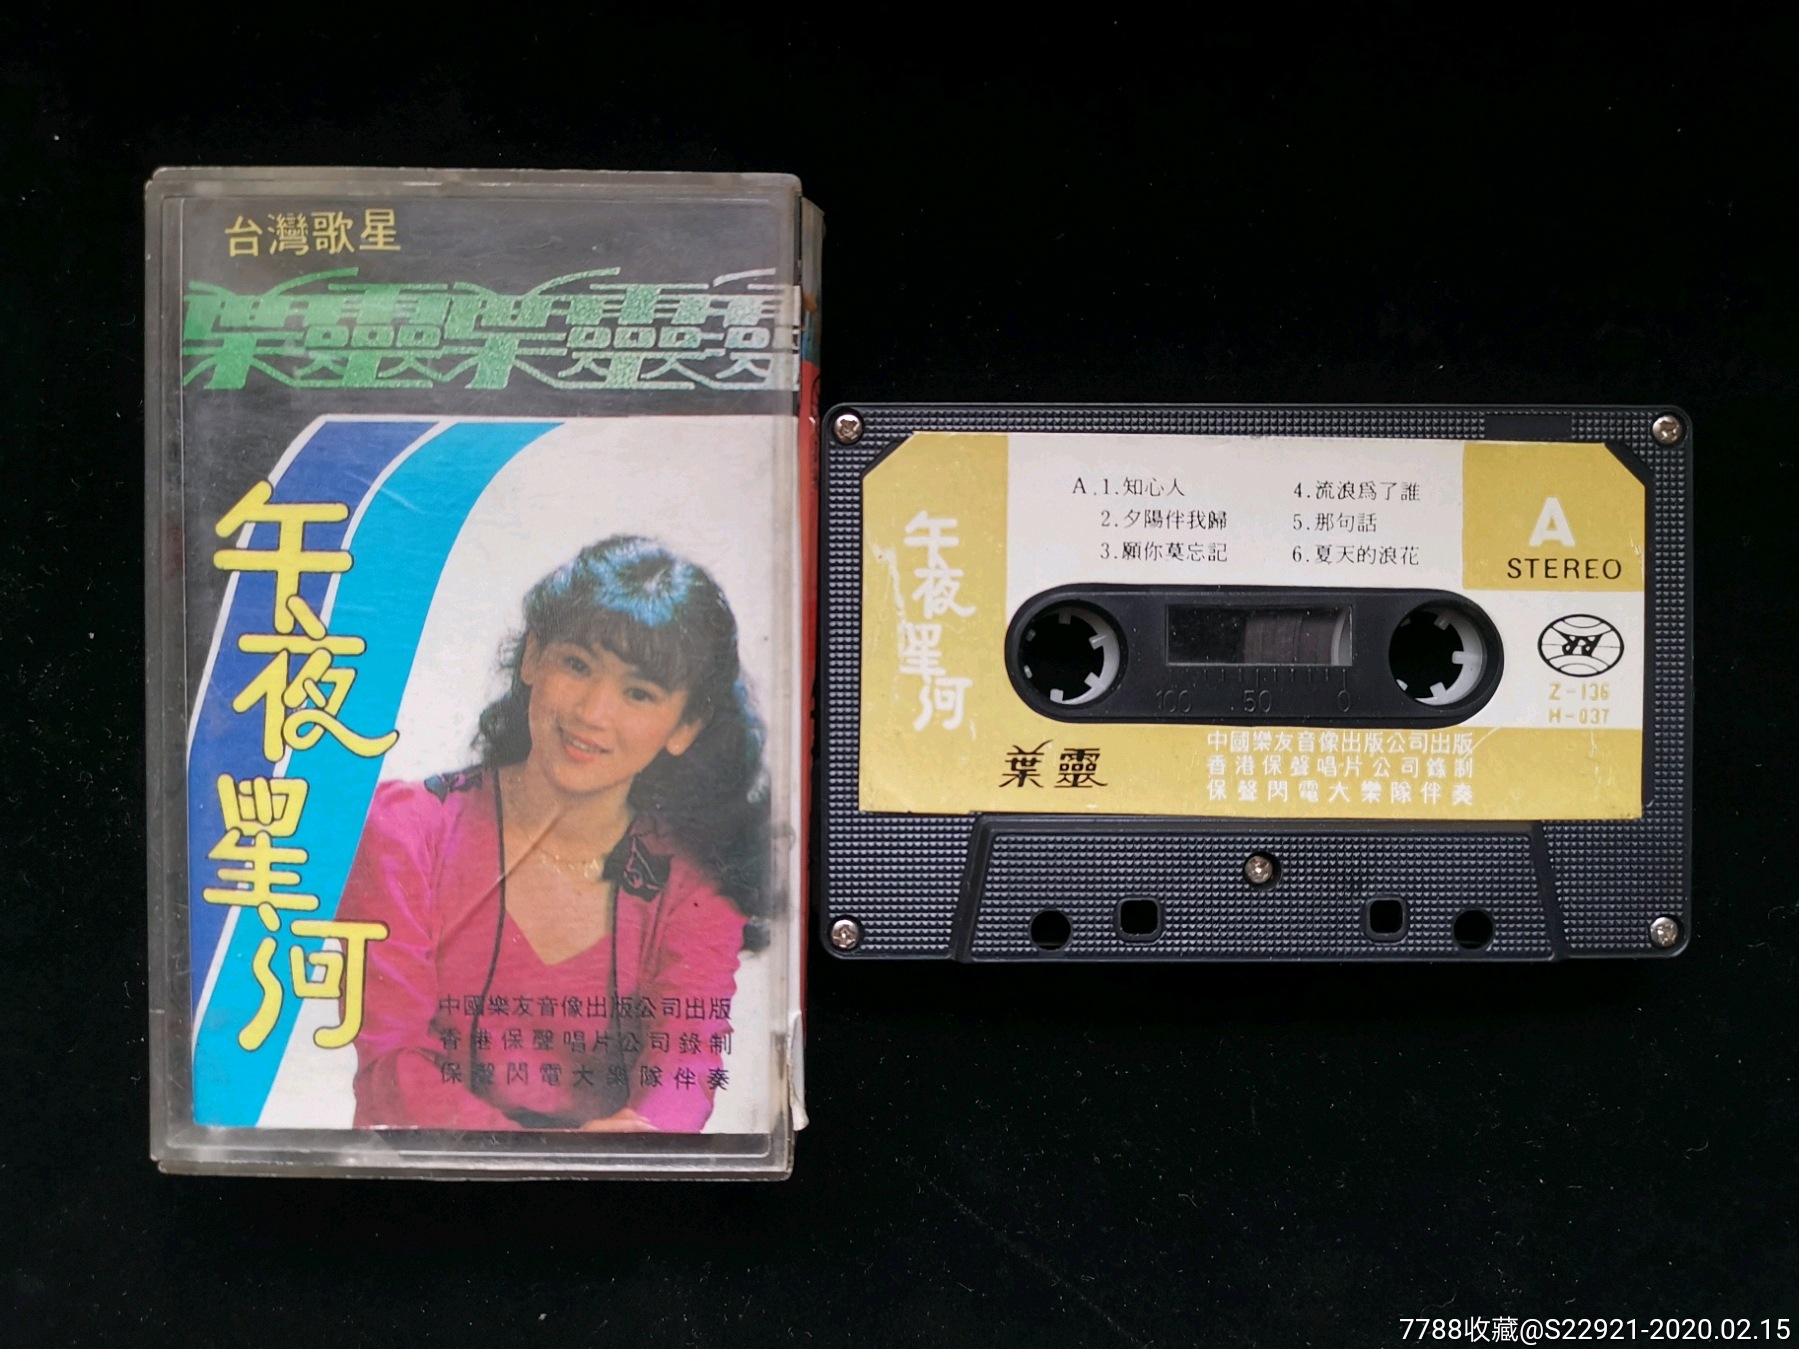 台灣歌星
葉靈葉靈靈
午夜星河
中國樂友音像出版公司出版
香港保聲唱片公司錄制
保聲閃電大樂隊伴奏
A.1.知心人
2.夕陽伴我歸
3.願你莫忘記
4.流浪爲了誰
5.那句話
6.夏天的浪花
A
STEREO
午夜星河
100 50 0
Z-136
H-037
葉靈
中國樂友音像出版公司出版
香港保聲唱片公司錄制
保聲閃電大樂隊伴奏
7788收藏@S22921-2020.02.15